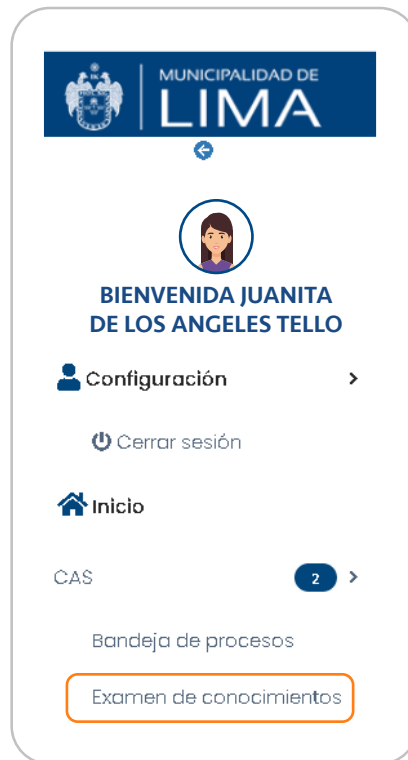 MUNICIPALIDAD DE
LIMA
BIENVENIDA JUANITA
DE LOS ANGELES TELLO
Configuración
Cerrar sesión
Inicio
CAS 2
Bandeja de procesos
Examen de conocimientos